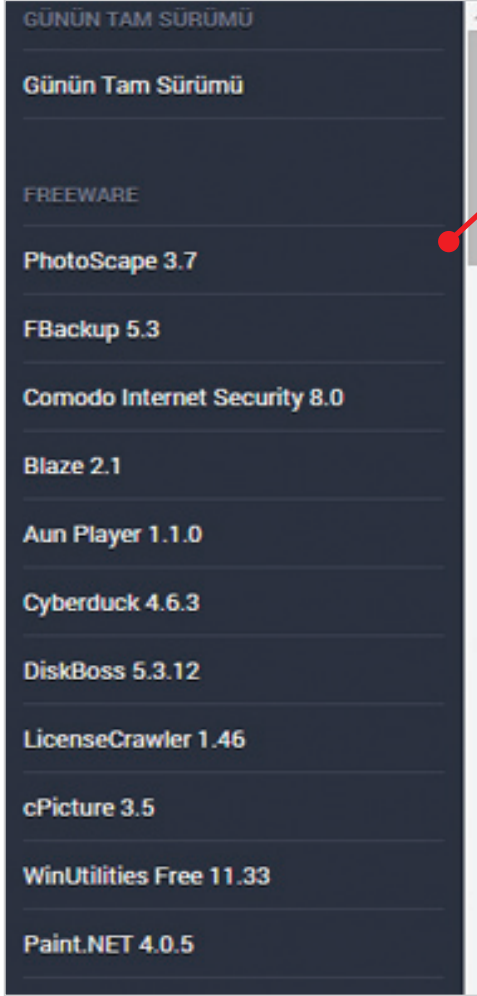 GÜNÜN TAM SÜRÜMÜ
Günün Tam Sürümü
FREEWARE
PhotoScape 3.7
FBackup 5.3
Comodo Internet Security 8.0
Blaze 2.1
Aun Player 1.1.0
Cyberduck 4.6.3
DiskBoss 5.3.12
LicenseCrawler 1.46
cPicture 3.5
WinUtilities Free 11.33
Paint.NET 4.0.5